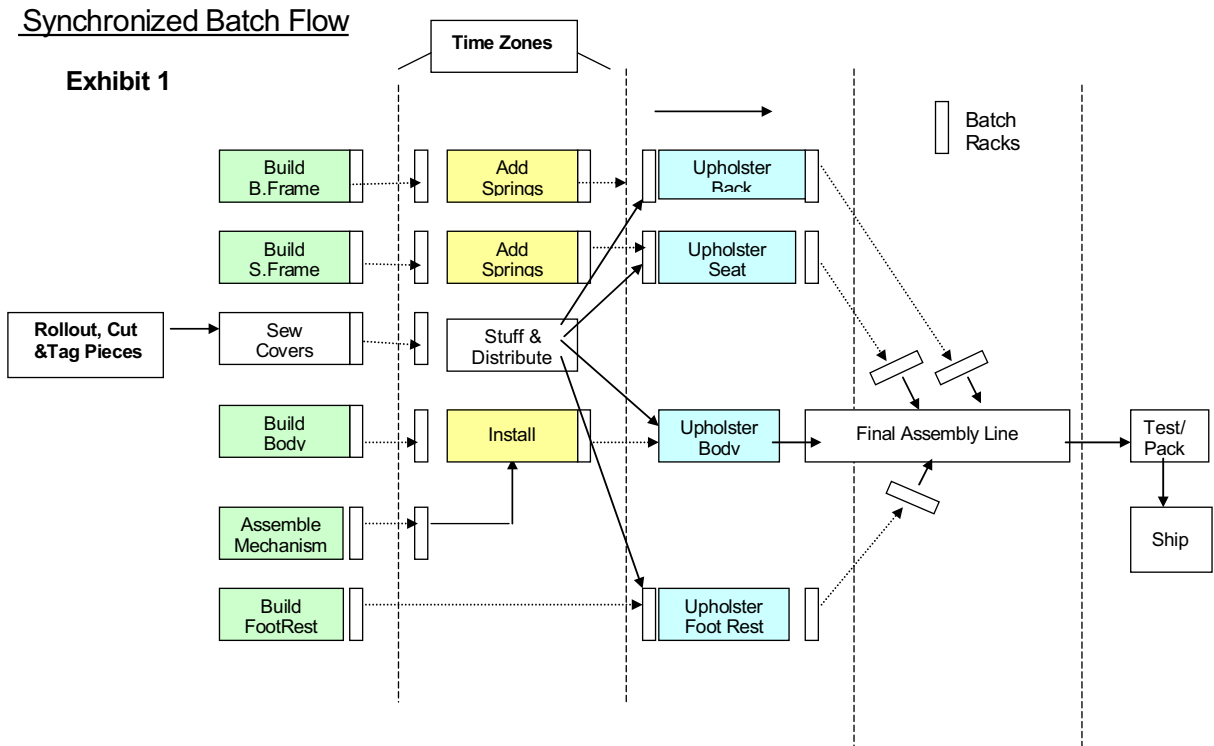 Synchronized Batch Flow
Exhibit 1
Time Zones
Batch
Racks
Build
B.Frame
Add
Springs
Upholster
Back
Build
S.Frame
Add
Springs
Upholster
Seat
Rollout, Cut
&Tag Pieces
Sew
Covers
Stuff &
Distribute
Build
Body
Install
Upholster
Body
Final Assembly Line
Test/
Pack
Assemble
Mechanism
Ship
Build
FootRest
Upholster
Foot Rest